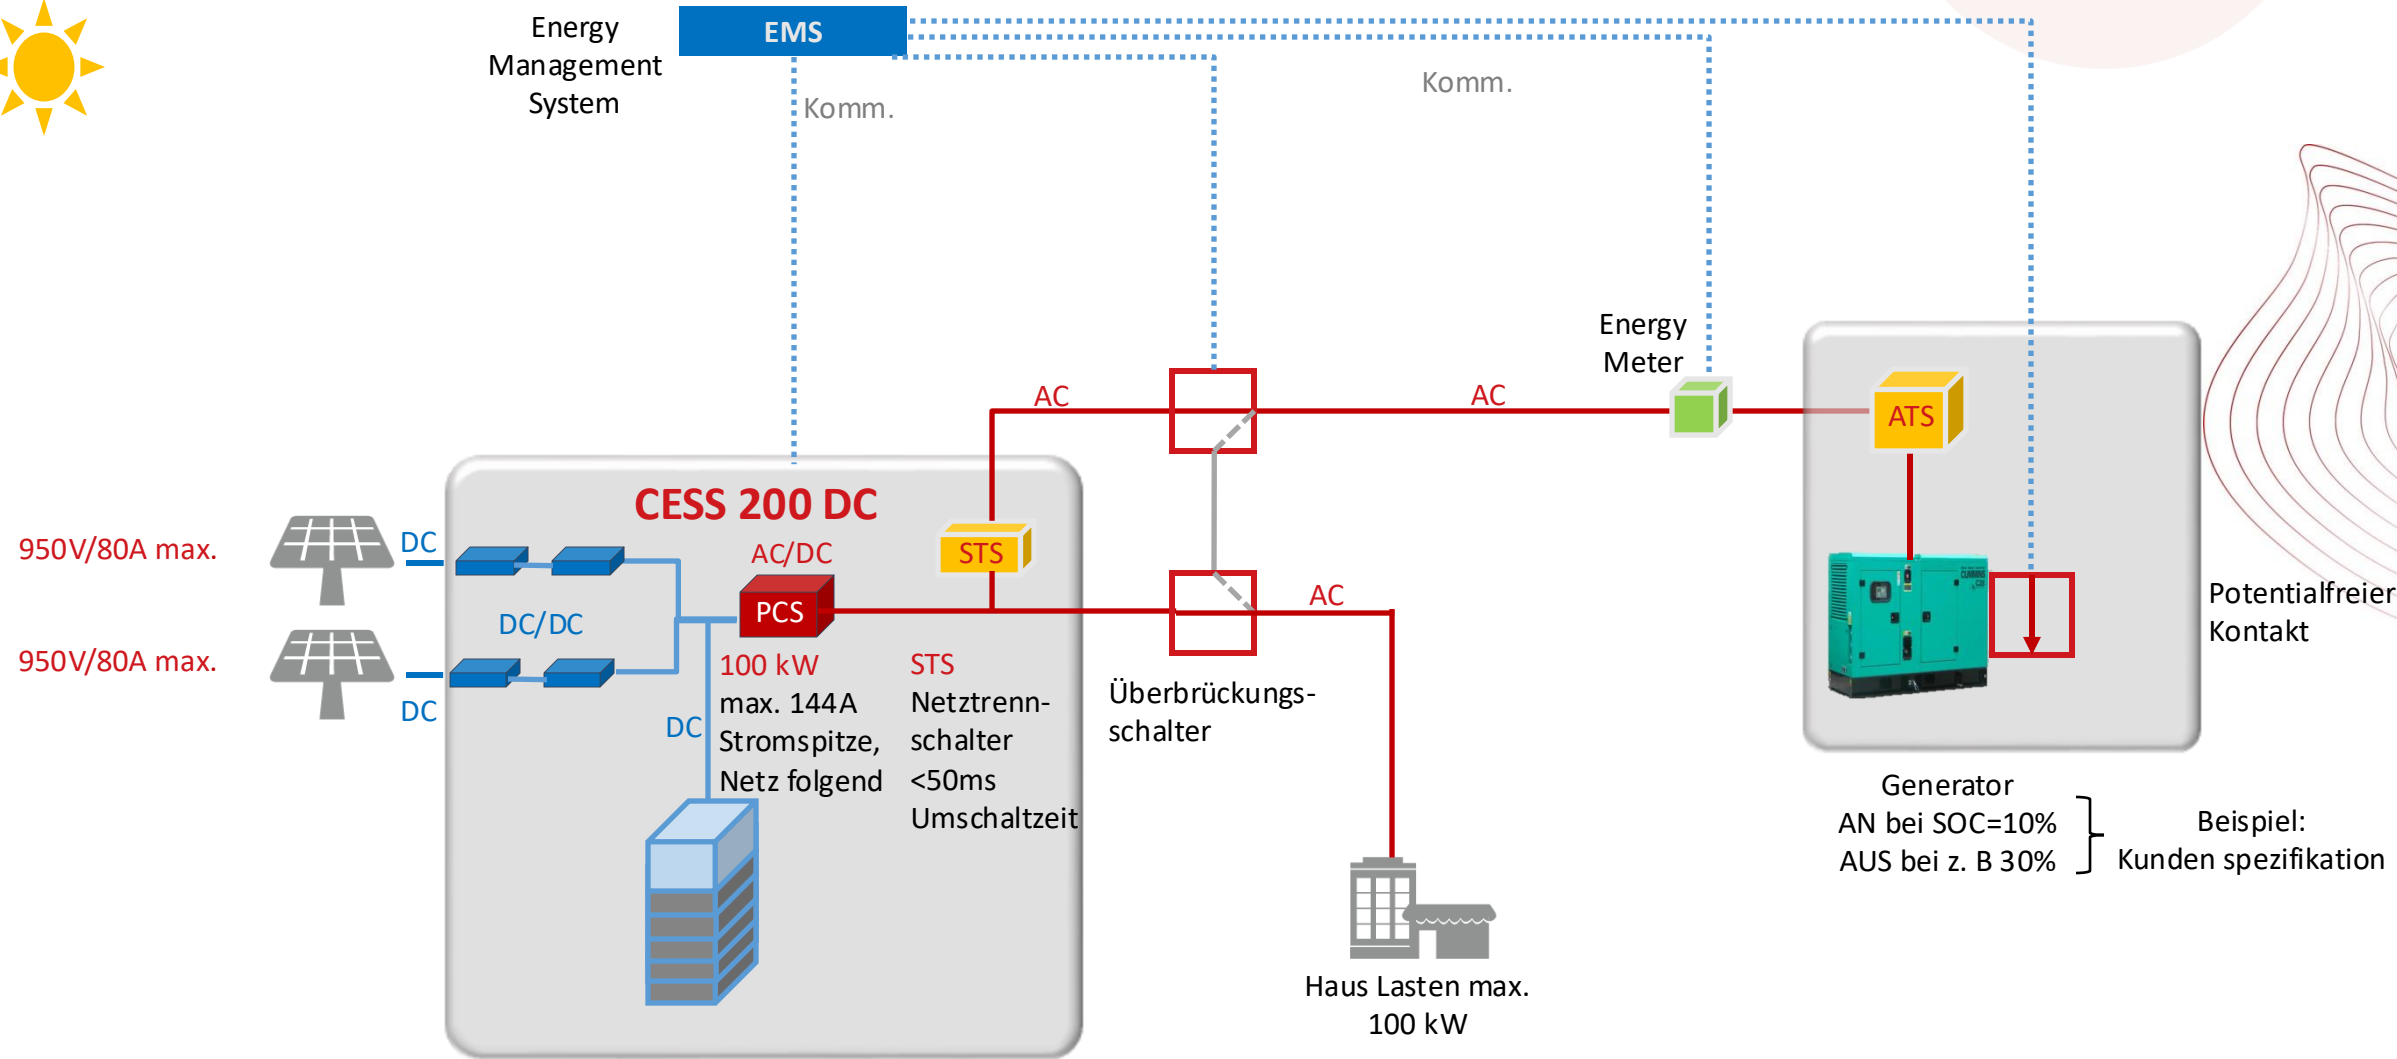 Energy
Management
System
EMS
Komm.
Komm.
Energy
Meter
AC
AC
ATS
CESS 200 DC
950V/80A max.
DC
AC/DC
STS
DC/DC
PCS
AC
Potentialfreier
Kontakt
950V/80A max.
DC
100 kW
max. 144A
Stromspitze,
Netz folgend
DC
STS
Netztrenn-
schalter
<50ms
Umschaltzeit
Überbrückungs-
schalter
Generator
AN bei SOC=10%
AUS bei z. B 30%
Beispiel:
Kunden spezifikation
Haus Lasten max.
100 kW
CUMMINS